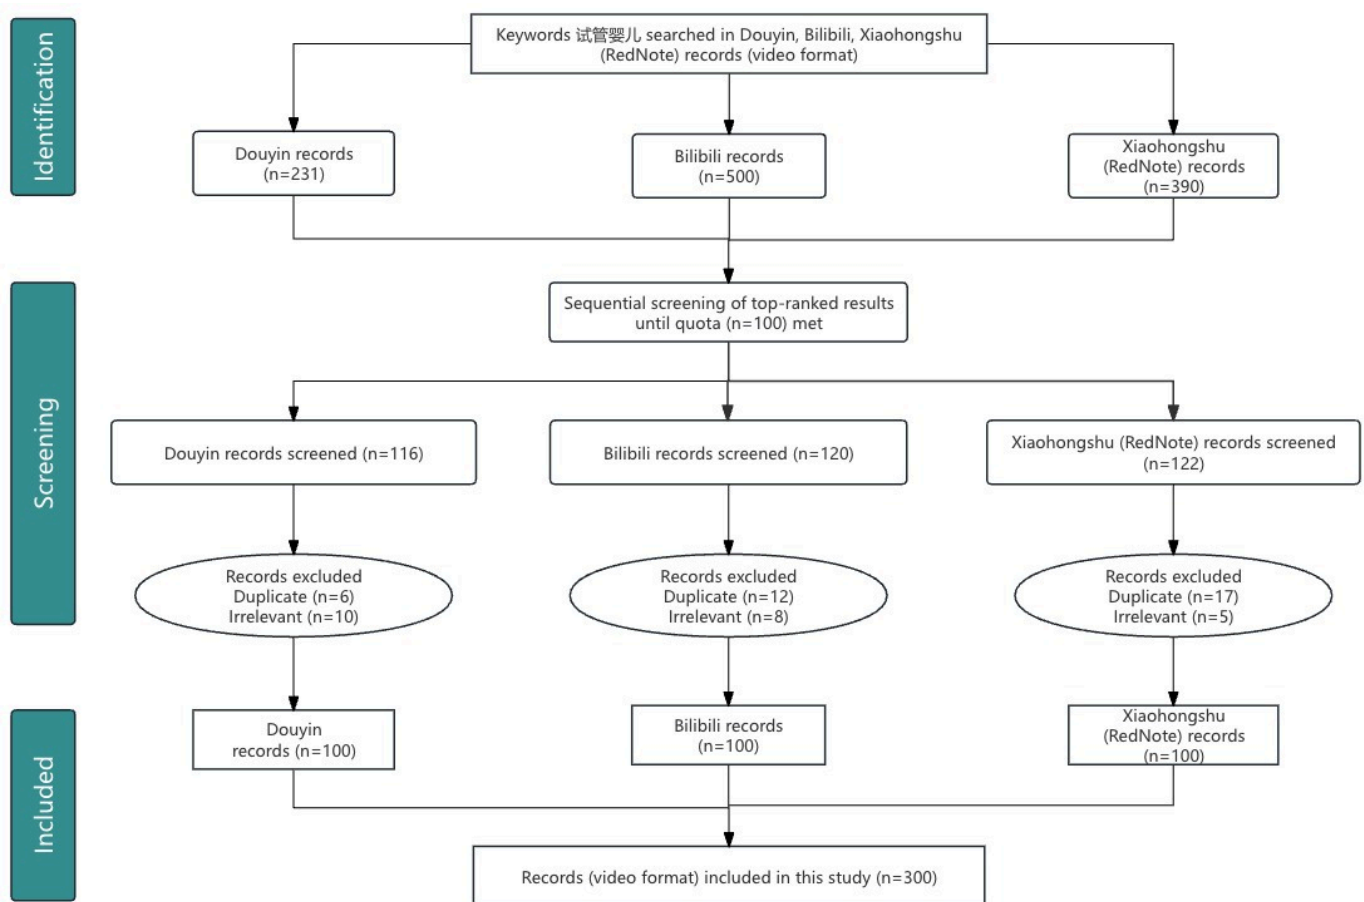 Identification
Keywords 试管婴儿 searched in Douyin, Bilibili, Xiaohongshu
(RedNote) records (video format)
Douyin records
(n=231)
Bilibili records
(n=500)
Xiaohongshu
(RedNote) records
(n=390)
Screening
Sequential screening of top-ranked results
until quota (n=100) met
Douyin records screened (n=116)
Bilibili records screened (n=120)
Xiaohongshu (RedNote) records screened
(n=122)
Records excluded
Duplicate (n=6)
Irrelevant (n=10)
Records excluded
Duplicate (n=12)
Irrelevant (n=8)
Records excluded
Duplicate (n=17)
Irrelevant (n=5)
Included
Douyin
records (n=100)
Bilibili records
(n=100)
Xiaohongshu
(RedNote) records
(n=100)
Records (video format) included in this study (n=300)